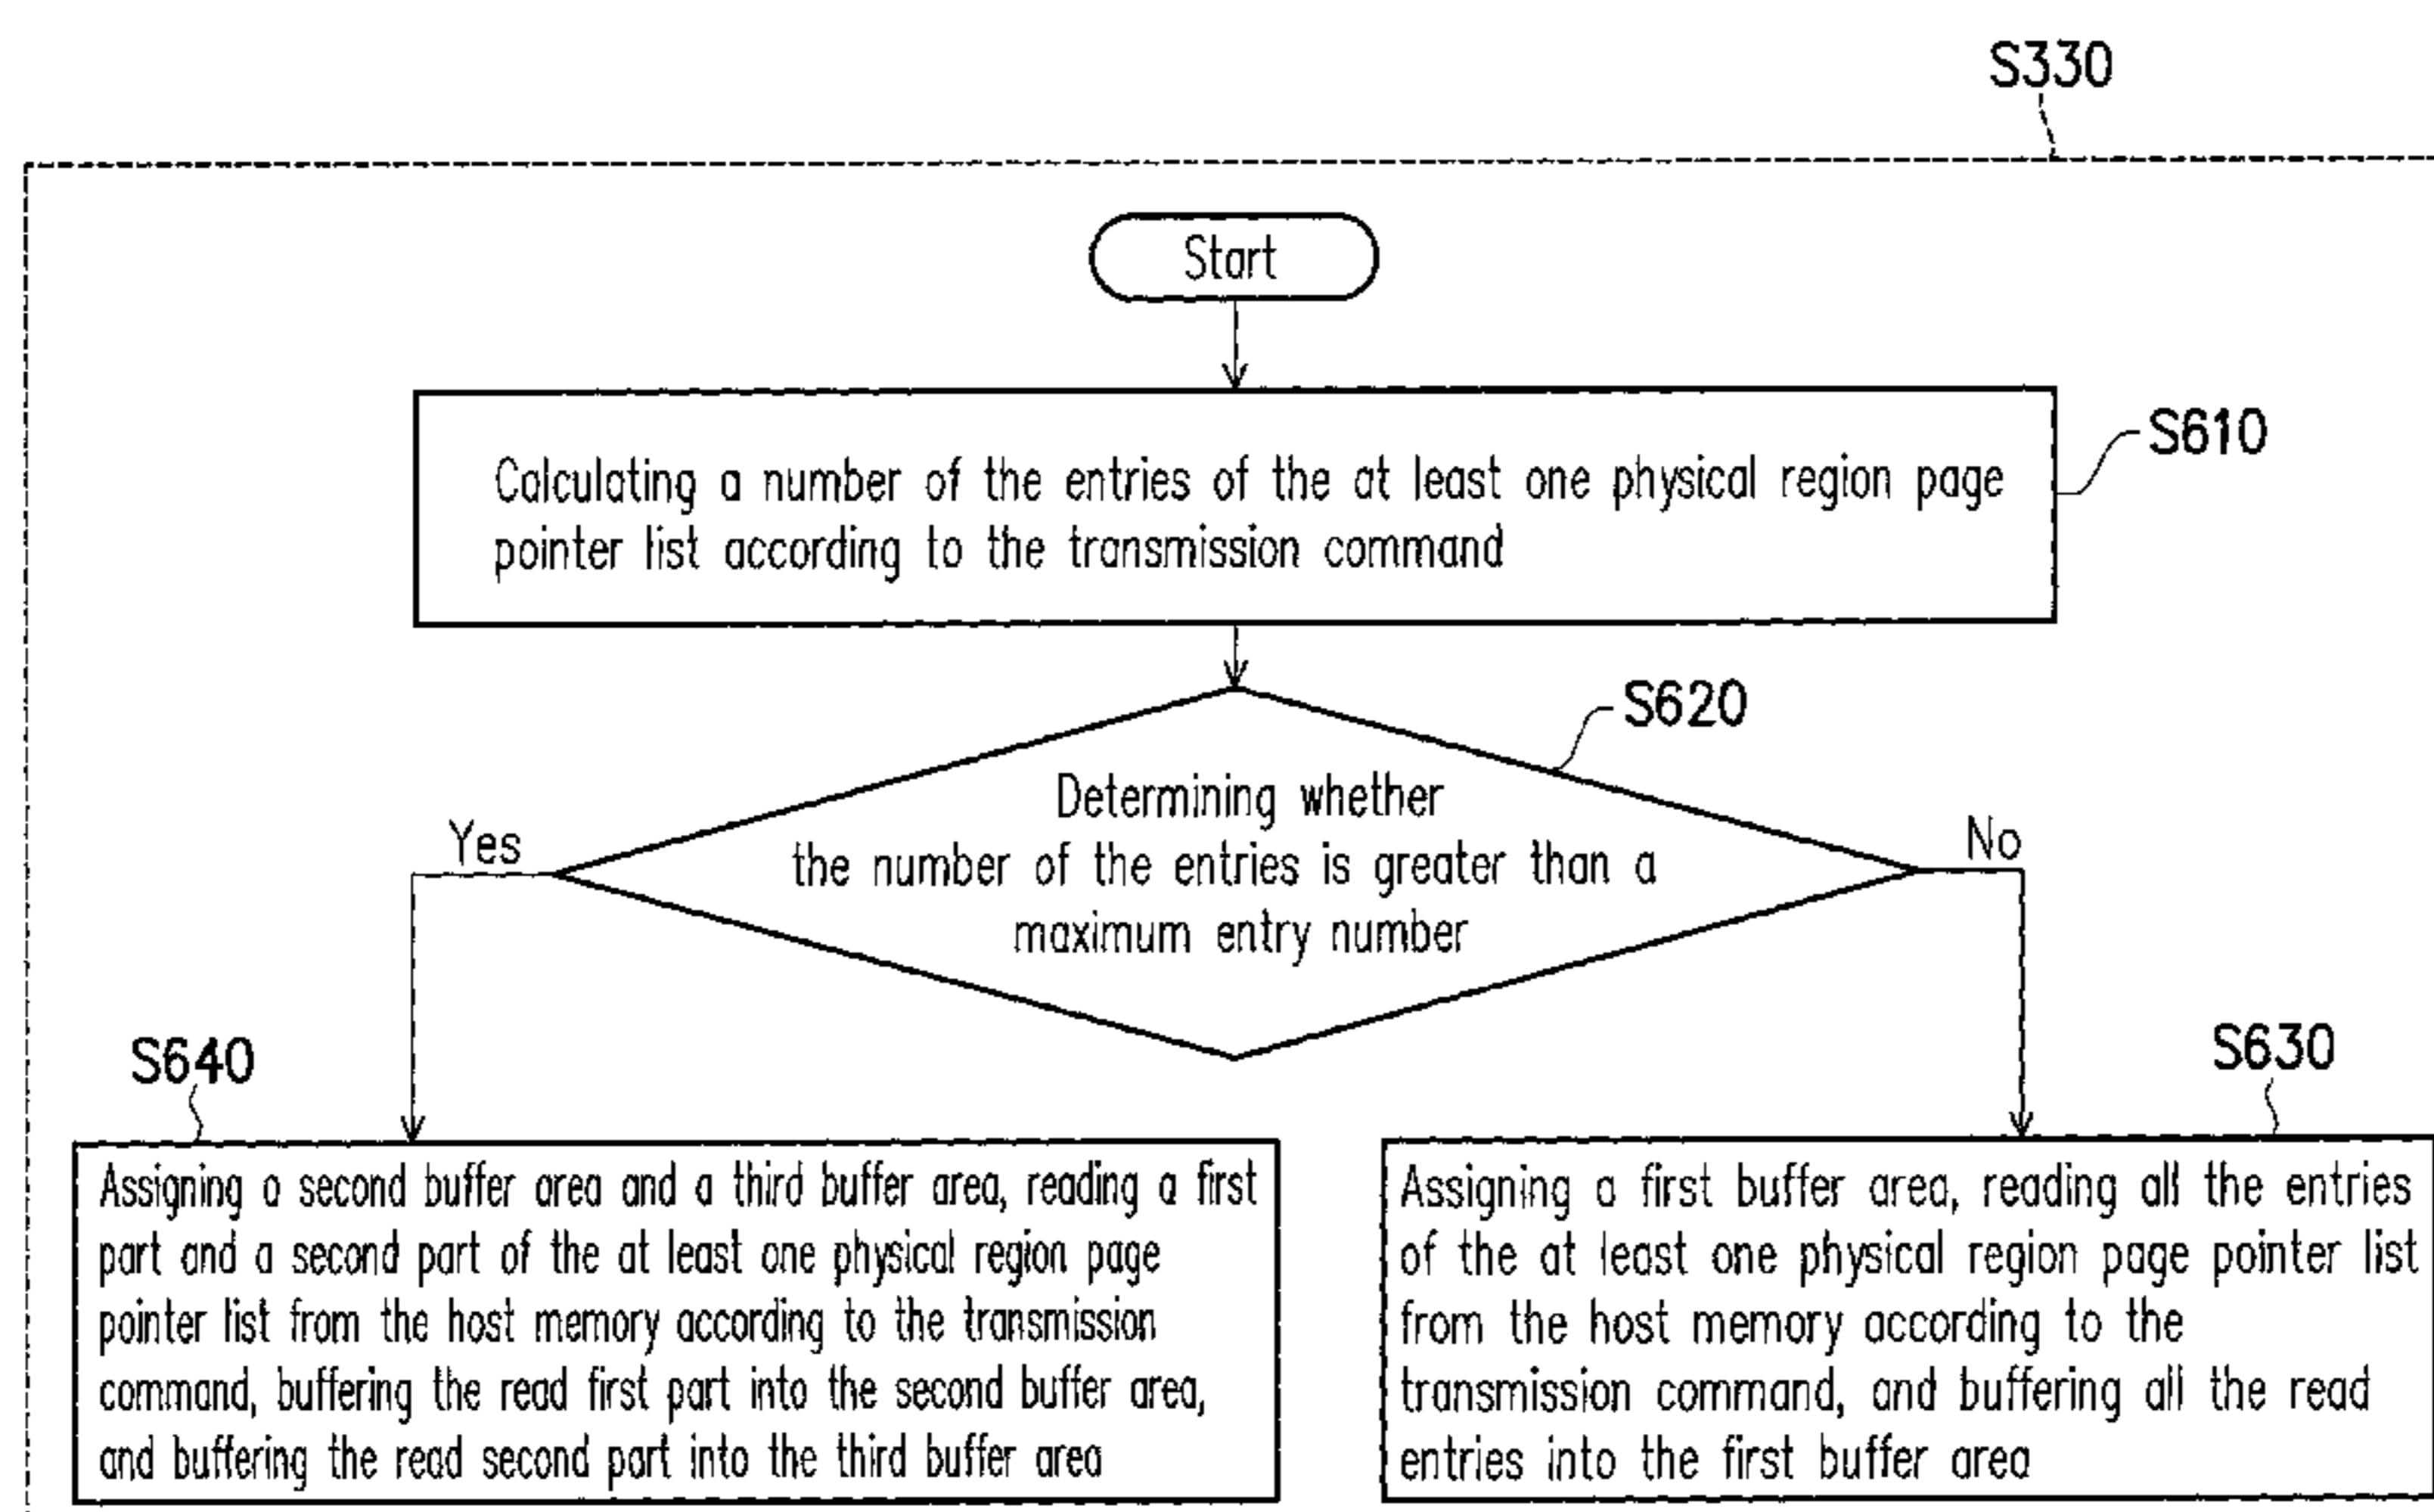 S330
Start
Calculating a number of the entries of the at least one physical region page
pointer list according to the transmission command
S610
S620
Determining whether
the number of the entries is greater than a
maximum entry number
Yes
No
S640
S630
Assigning a second buffer area and a third buffer area, reading a first
part and a second part of the at least one physical region page
pointer list from the host memory according to the transmission
command, buffering the read first part into the second buffer area,
and buffering the read second part into the third buffer area
Assigning a first buffer area, reading all the entries
of the at least one physical region page pointer list
from the host memory according to the
transmission command, and buffering all the read
entries into the first buffer area